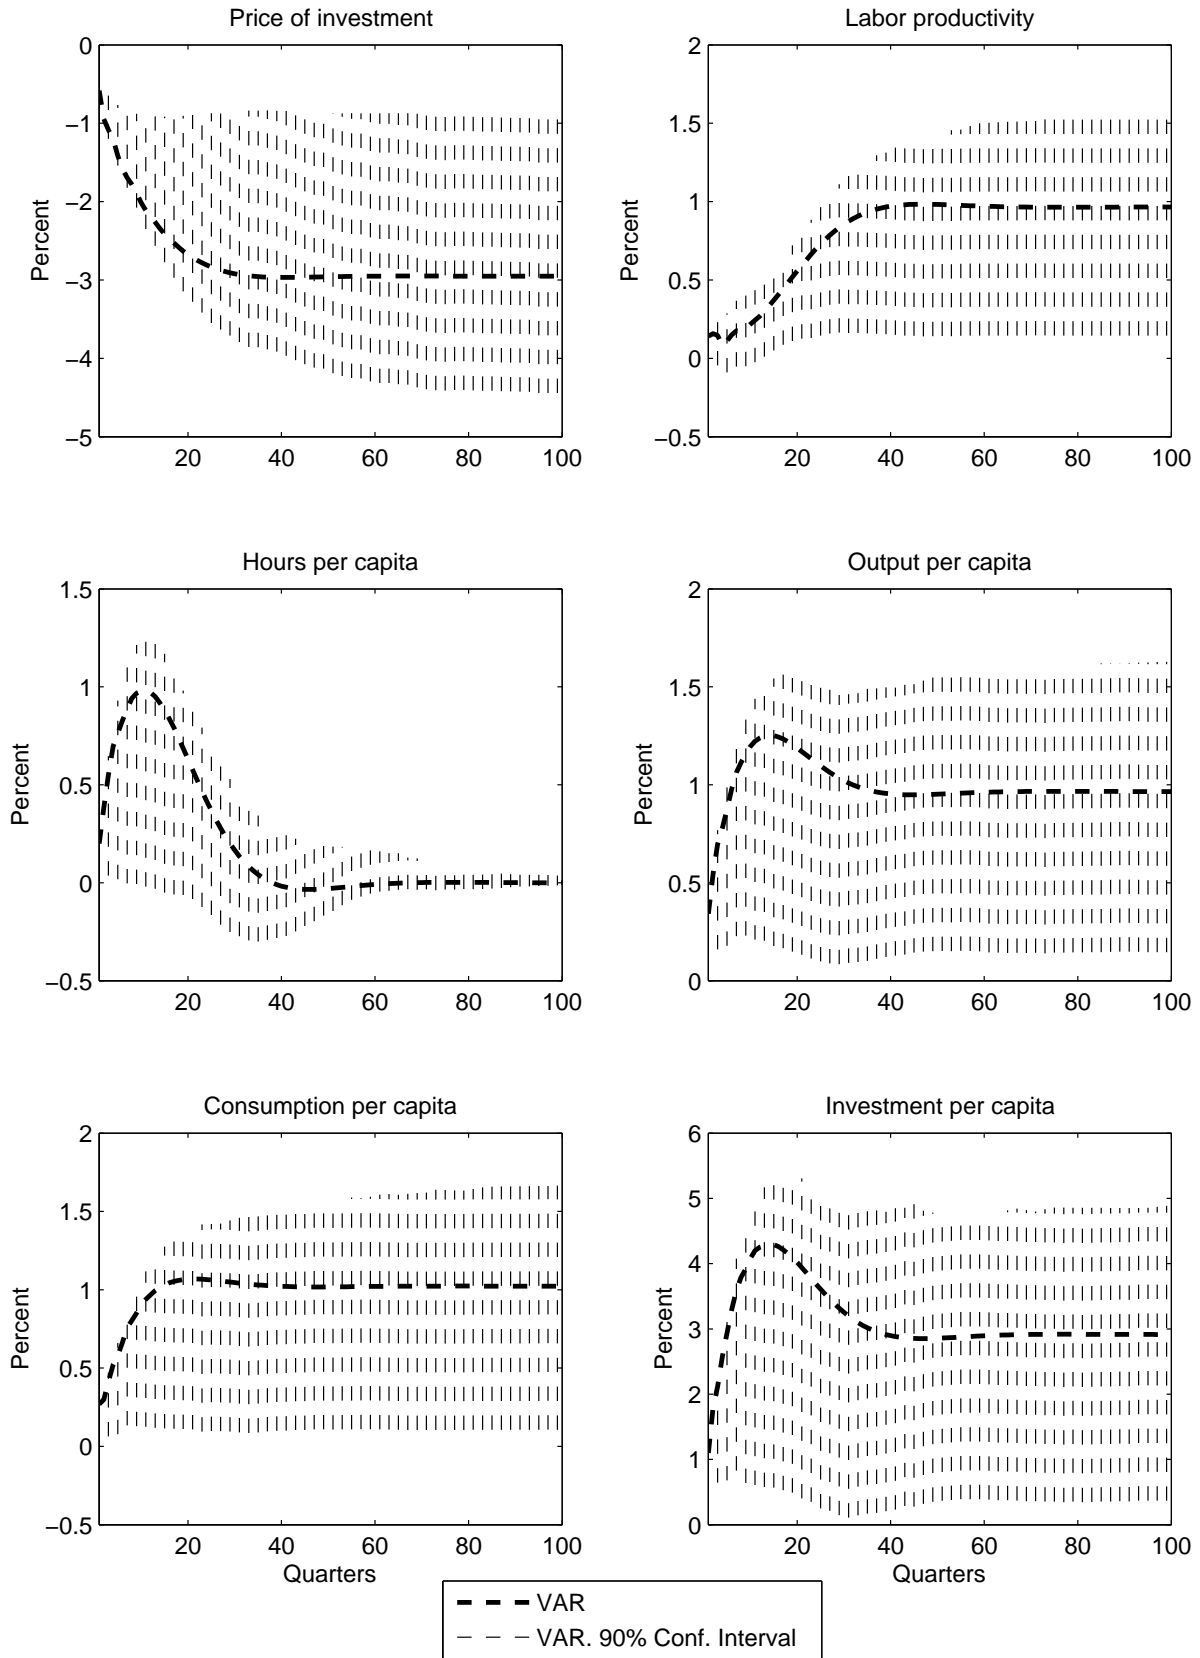 Price of investment
0
−1
−2
−3
−4
−5
Percent
20 40 60 80 100
Labor productivity
2
1.5
1
0.5
0
−0.5
Percent
20 40 60 80 100
Hours per capita
1.5
1
0.5
0
−0.5
Percent
20 40 60 80 100
Output per capita
2
1.5
1
0.5
0
Percent
20 40 60 80 100
Consumption per capita
2
1.5
1
0.5
0
−0.5
Percent
20 40 60 80 100
Quarters
Investment per capita
6
5
4
3
2
1
0
Percent
20 40 60 80 100
Quarters
VAR
VAR. 90% Conf. Interval